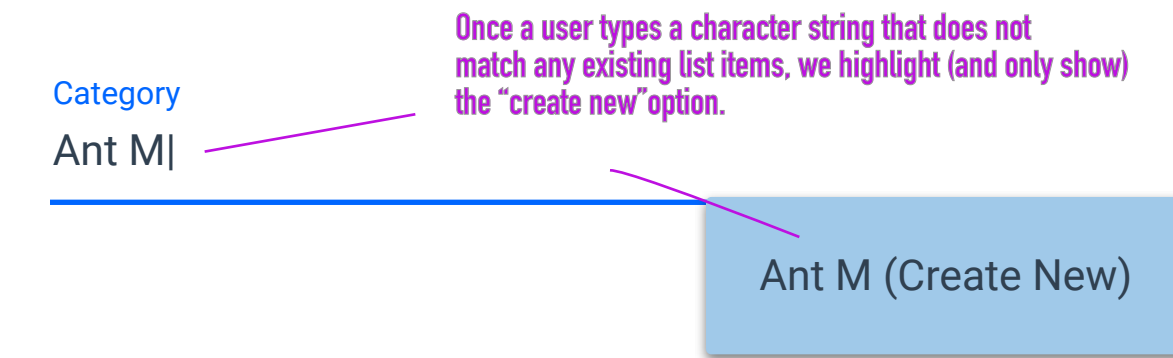 Once a user types a character string that does not
match any existing list items, we highlight (and only show)
the “create new”option.
Category
Ant M
Ant M (Create New)